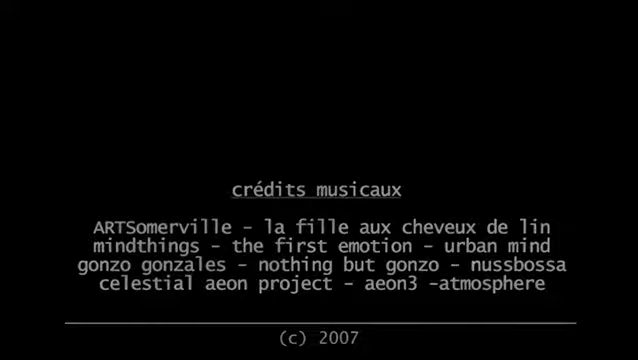 crédits musicaux
ARTSomerville - la fille aux cheveux de lin
mindthings - the first emotion - urban mind
gonzo gonzales - nothing but gonzo - nussbossa
celestial aeon project - aeon3 -atmosphere
(c) 2007